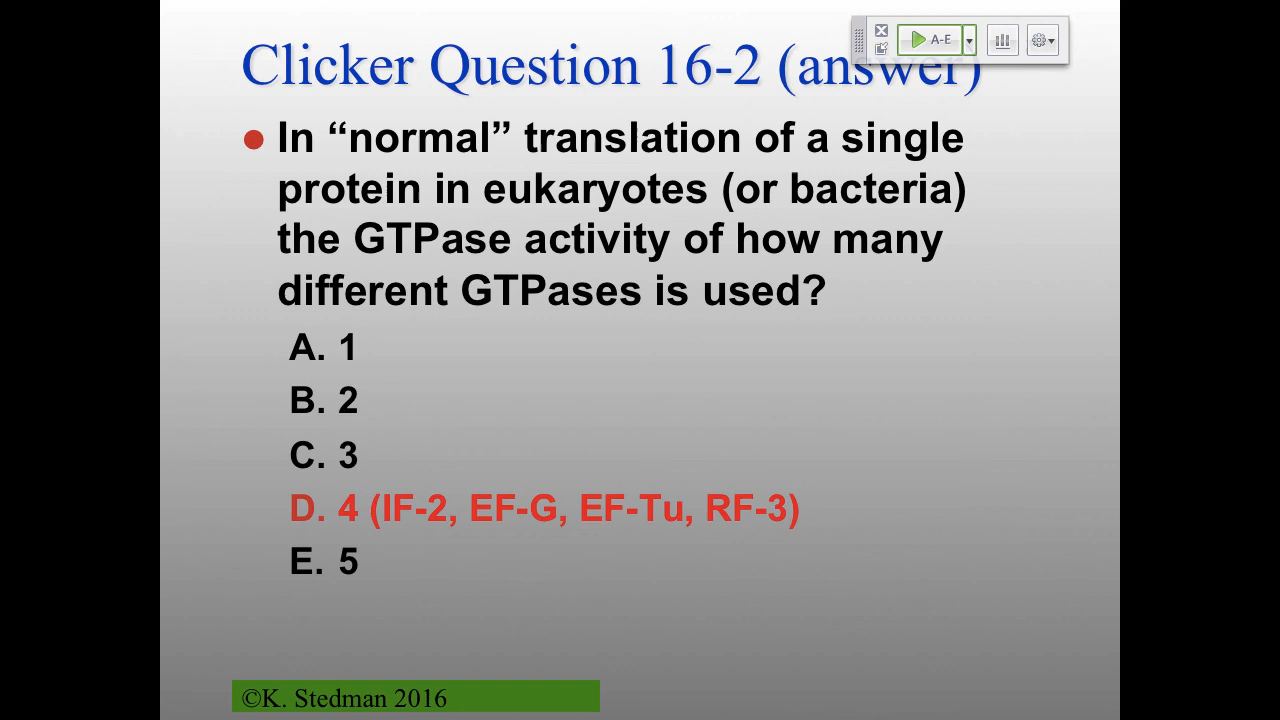 Clicker Question 16-2 (answer)
A-E
In “normal” translation of a single
protein in eukaryotes (or bacteria)
the GTPase activity of how many
different GTPases is used?
A. 1
B. 2
C. 3
D. 4 (IF-2, EF-G, EF-Tu, RF-3)
E. 5
©K. Stedman 2016